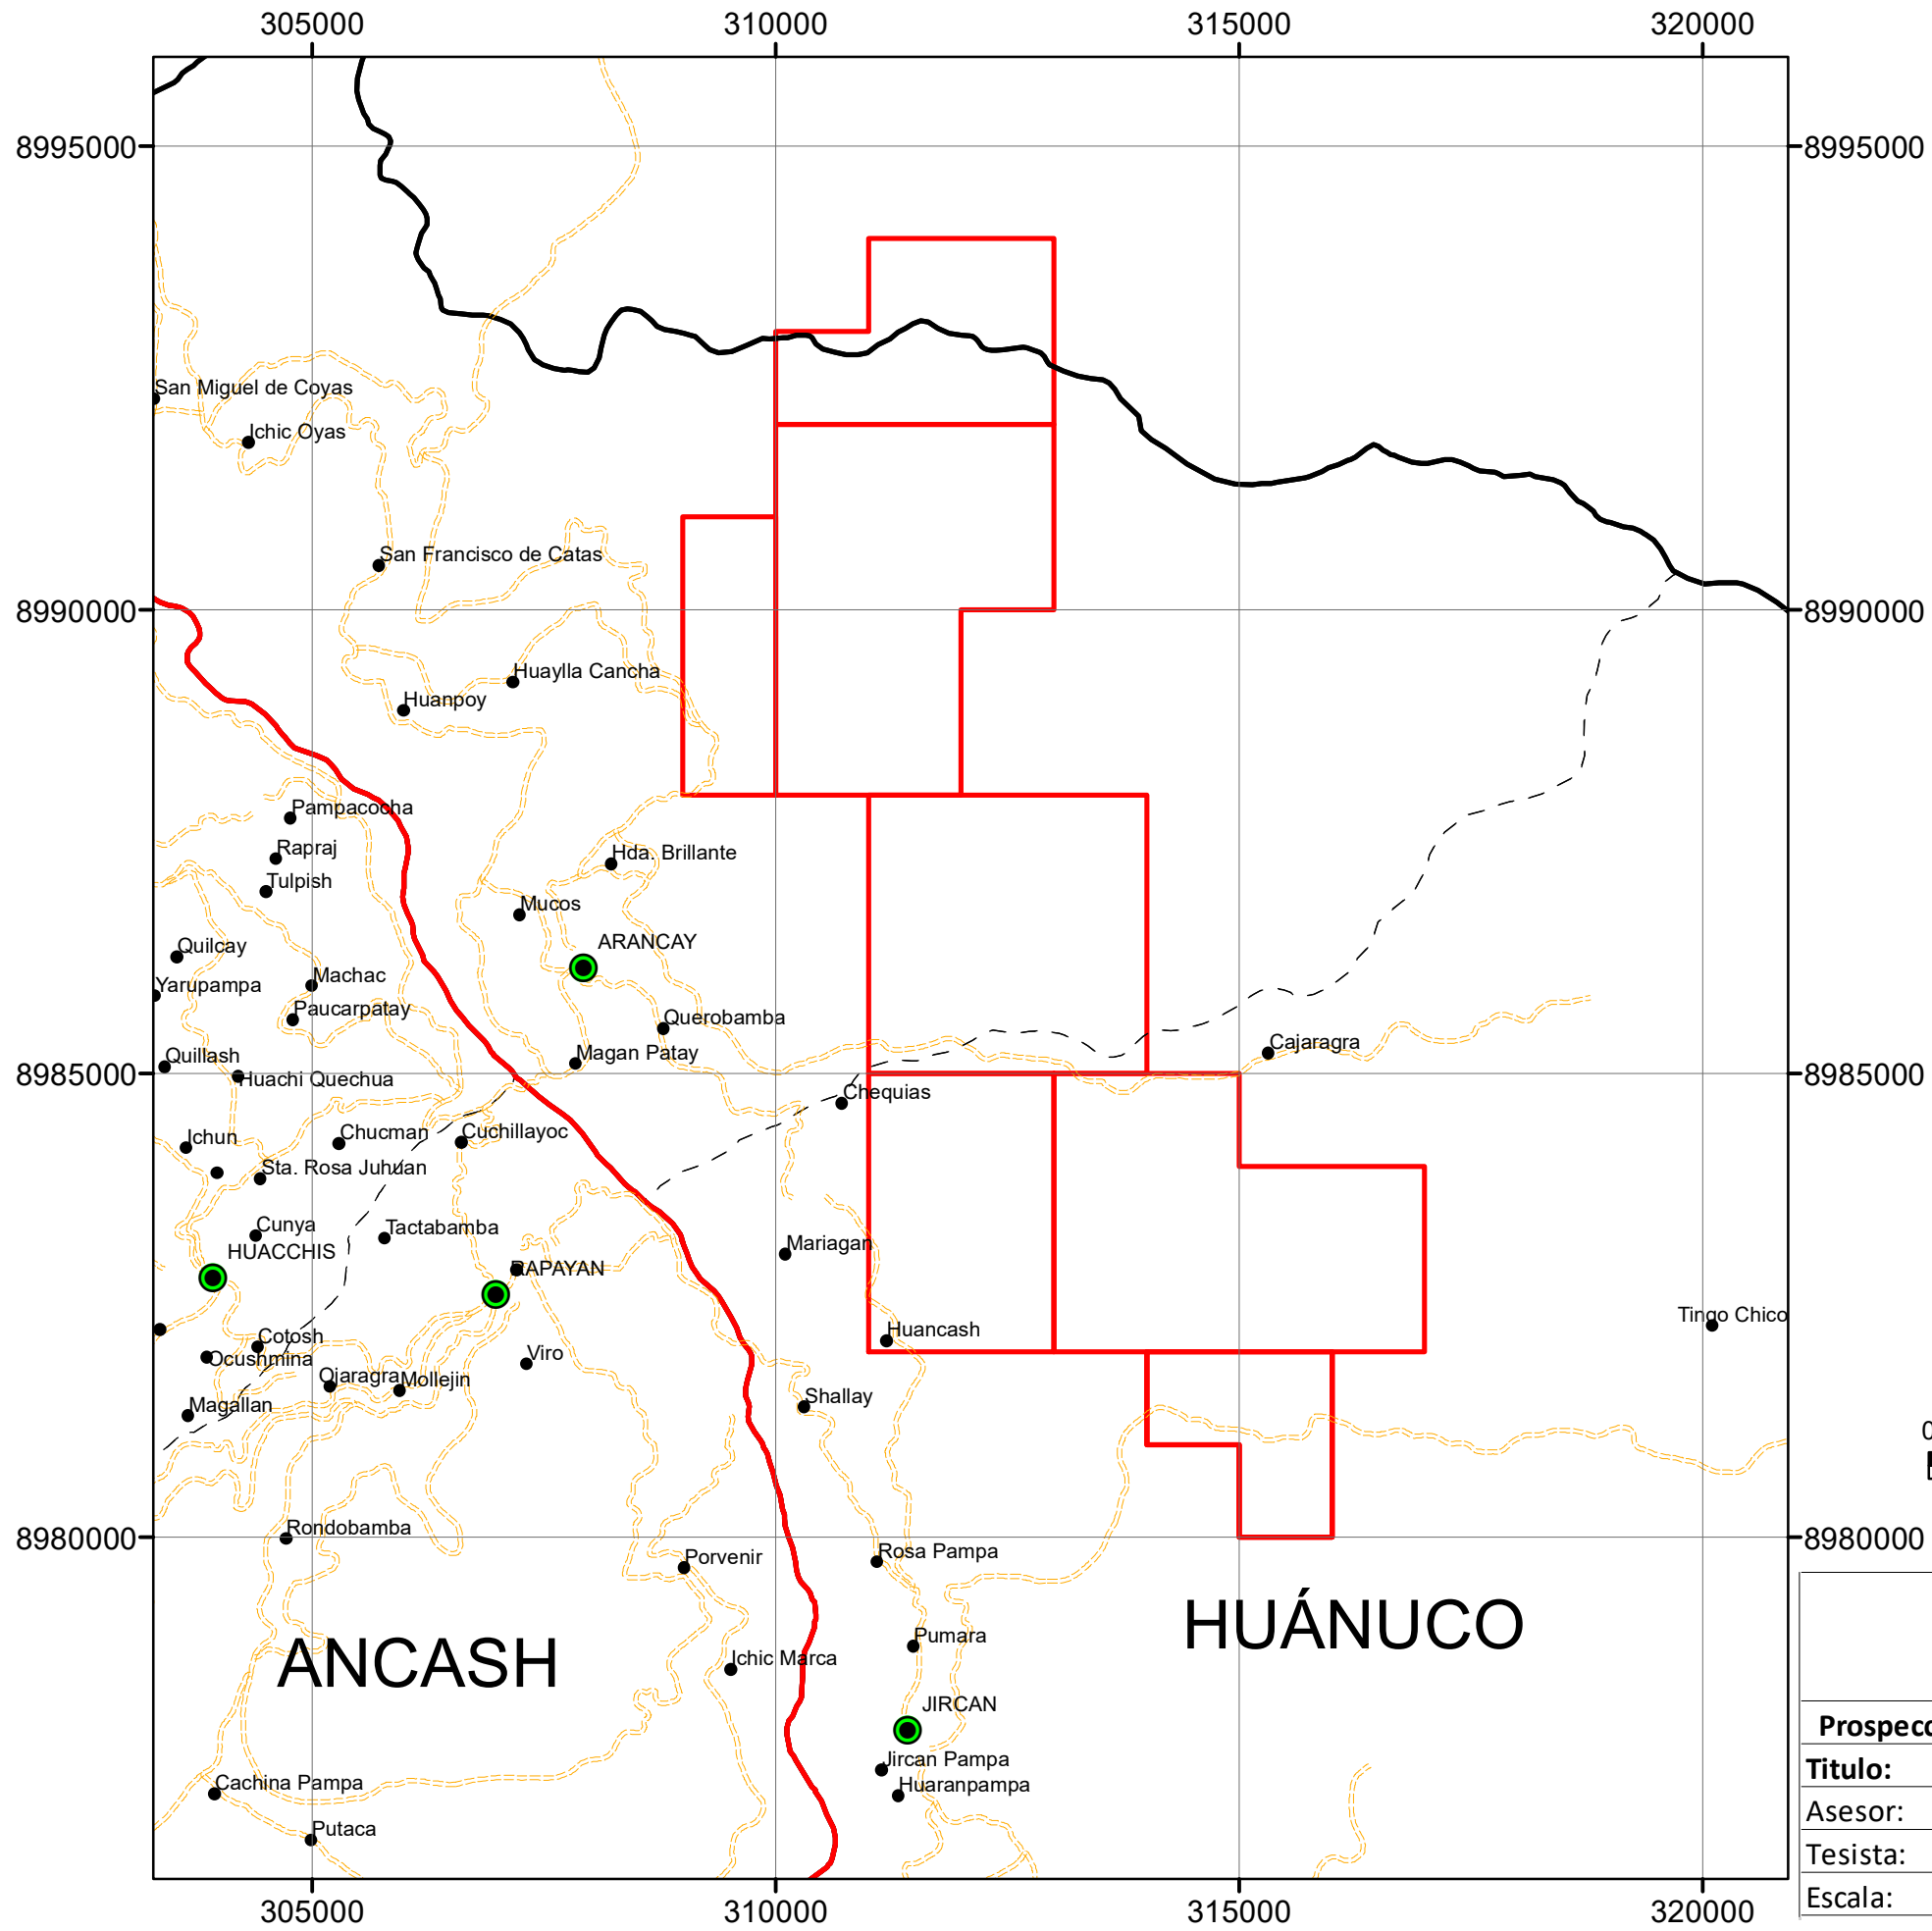 305000 310000 315000 320000
8995000 8995000
San Miguel de Coyas
Ichic Oyas
San Francisco de Catas
8990000 8990000
Huaylla Cancha
Huanpoy
Pampacocha
Rapraj
Hda. Brillante
Tulpish
Mucos
Quilcay
ARANCAY
Machac
Yarupampa
Paucarpatay
Querobamba
Cajaragra
Quillash
Magan Patay
8985000 8985000
Huachi Quechua
Chequias
Ichun
Chucman
Cuchillayoc
Sta. Rosa Juhuan
Cunya
Tactabamba
Mariagan
HUACCHIS
RAPAYAN
Tingo Chico
Huancash
Cotosh
Ocushmina
Viro
Ojaragra
Mollejin
Shallay
Magallan
0
Rondobamba
8980000 8980000
Porvenir
Rosa Pampa
HUÁNUCO
Pumara
ANCASH
Ichic Marca
JIRCAN
Prospecc
Jircan Pampa
Titulo:
Cachina Pampa
Huaranpampa
Asesor:
Putaca
Tesista:
Escala:
305000 310000 315000 320000